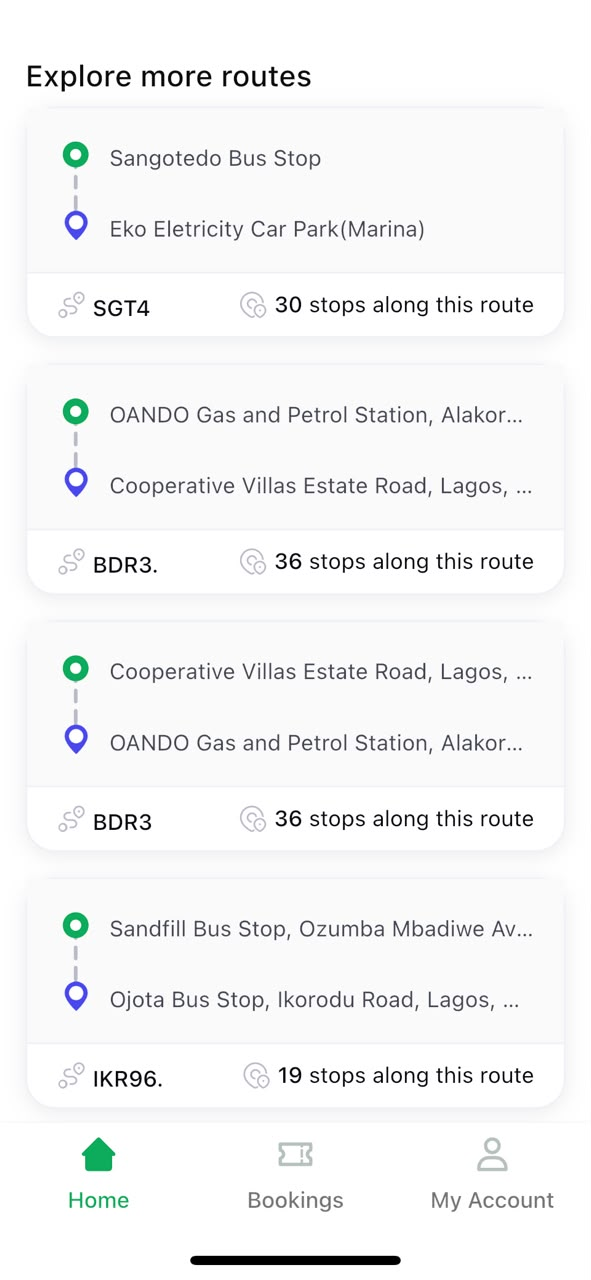 Explore more routes
Sangotedo Bus Stop
Eko Eletricity Car Park(Marina)
SGT4
30 stops along this route
OANDO Gas and Petrol Station, Alakor...
Cooperative Villas Estate Road, Lagos, ...
BDR3.
36 stops along this route
Cooperative Villas Estate Road, Lagos, ...
OANDO Gas and Petrol Station, Alakor...
BDR3
36 stops along this route
Sandfill Bus Stop, Ozumba Mbadiwe Av...
Ojota Bus Stop, Ikorodu Road, Lagos, ...
IKR96.
19 stops along this route
Home
Bookings
My Account